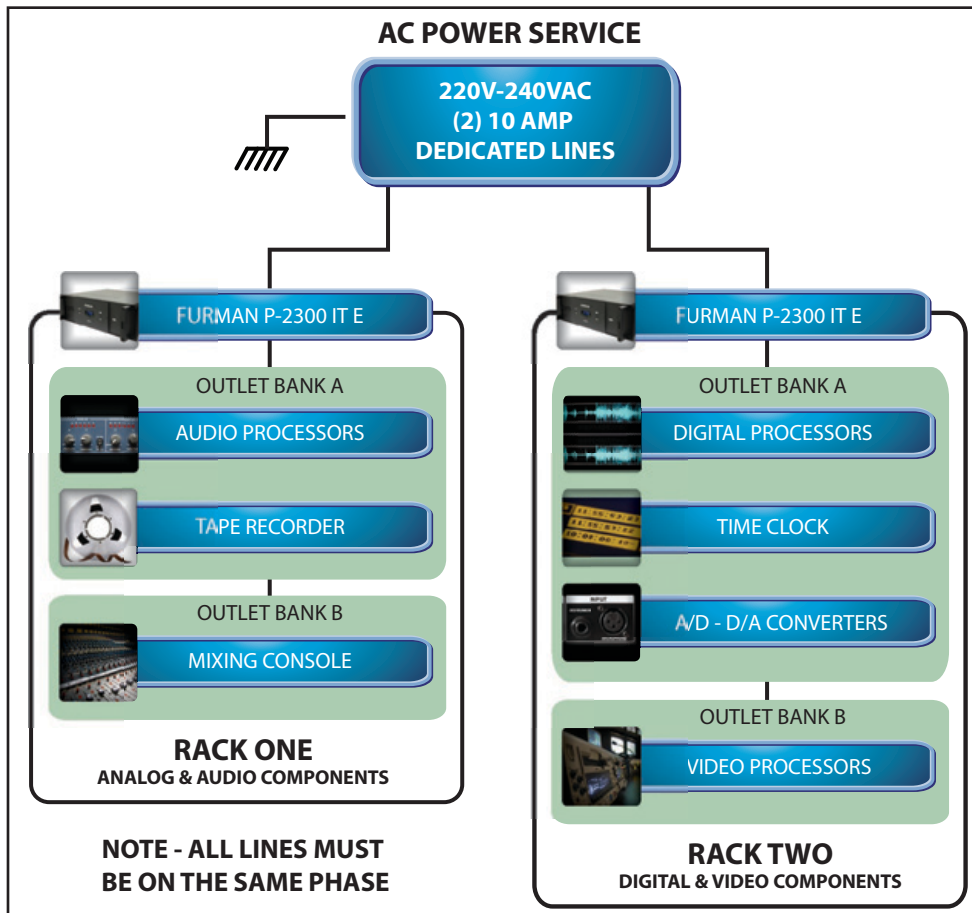 AC POWER SERVICE
220V-240VAC
(2) 10 AMP
DEDICATED LINES
FURMAN P-2300 IT E
OUTLET BANK A
AUDIO PROCESSORS
TAPE RECORDER
OUTLET BANK B
MIXING CONSOLE
RACK ONE
ANALOG & AUDIO COMPONENTS
NOTE - ALL LINES MUST
BE ON THE SAME PHASE
FURMAN P-2300 IT E
OUTLET BANK A
DIGITAL PROCESSORS
TIME CLOCK
INPUT
A/D - D/A CONVERTERS
OUTLET BANK B
VIDEO PROCESSORS
RACK TWO
DIGITAL & VIDEO COMPONENTS